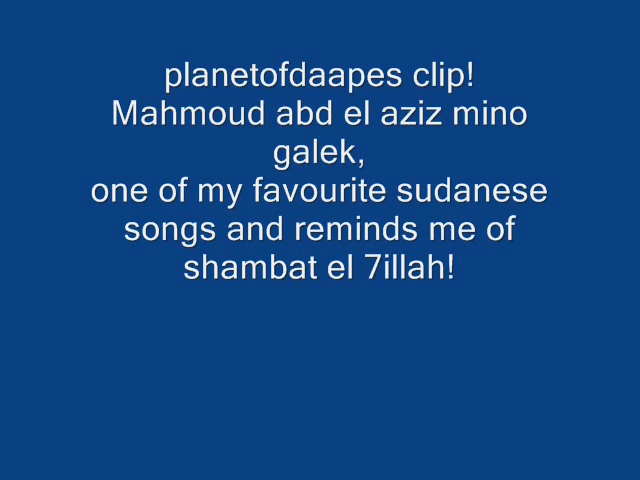 planetofdaapes clip!
Mahmoud abd el aziz mino
galek,
one of my favourite sudanese
songs and reminds me of
shambat el 7illah!